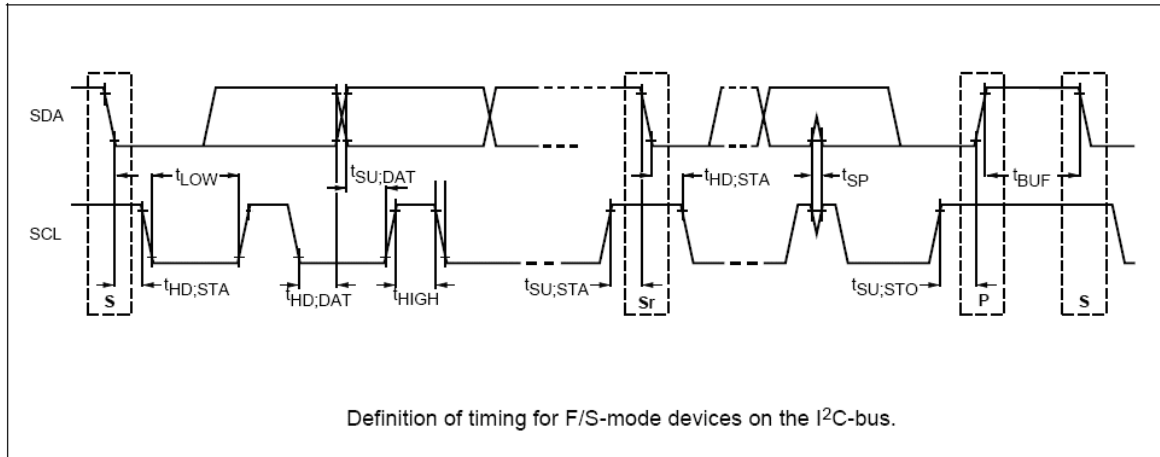 SDA
tLOW
tSU;DAT
tHD;STA
tSP
tBUF
SCL
S
tHD;STA
tHD;DAT
tHIGH
tSU;STA
Sr
tSU;STO
P
S
Definition of timing for F/S-mode devices on the I²C-bus.